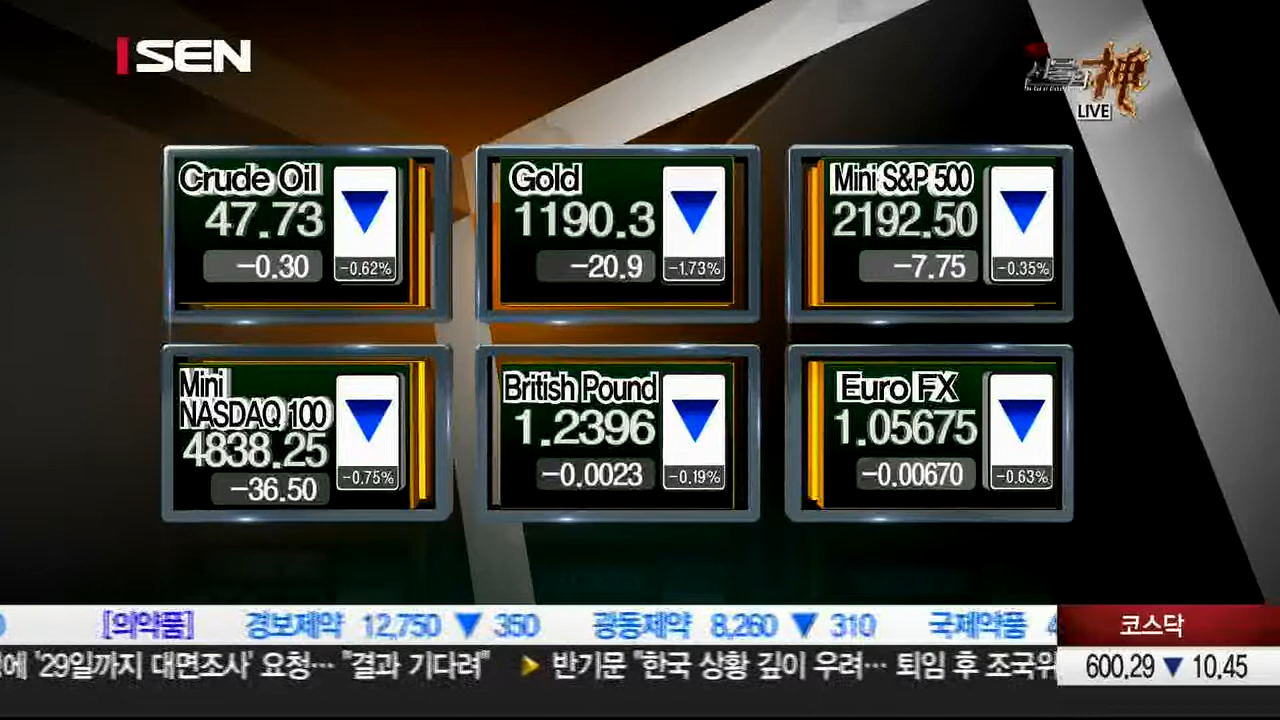 SEN
선물의 神
LIVE
Crude Oil
47.73
-0.30
-0.62%
Gold
1190.3
-20.9
-1.73%
Mini S&P 500
2192.50
-7.75
-0.35%
Mini
NASDAQ 100
4838.25
-36.50
-0.75%
British Pound
1.2396
-0.0023
-0.19%
Euro FX
1.05675
-0.00670
-0.63%
[의약품] 경보제약 12,750 ▼ 350 광동제약 8,260 ▼ 310 국제약품
코스닥
에 '29일까지 대면조사' 요청… "결과 기다려" ▶ 반기문 "한국 상황 깊이 우려… 퇴임 후 조국위
600.29 ▼ 10.45